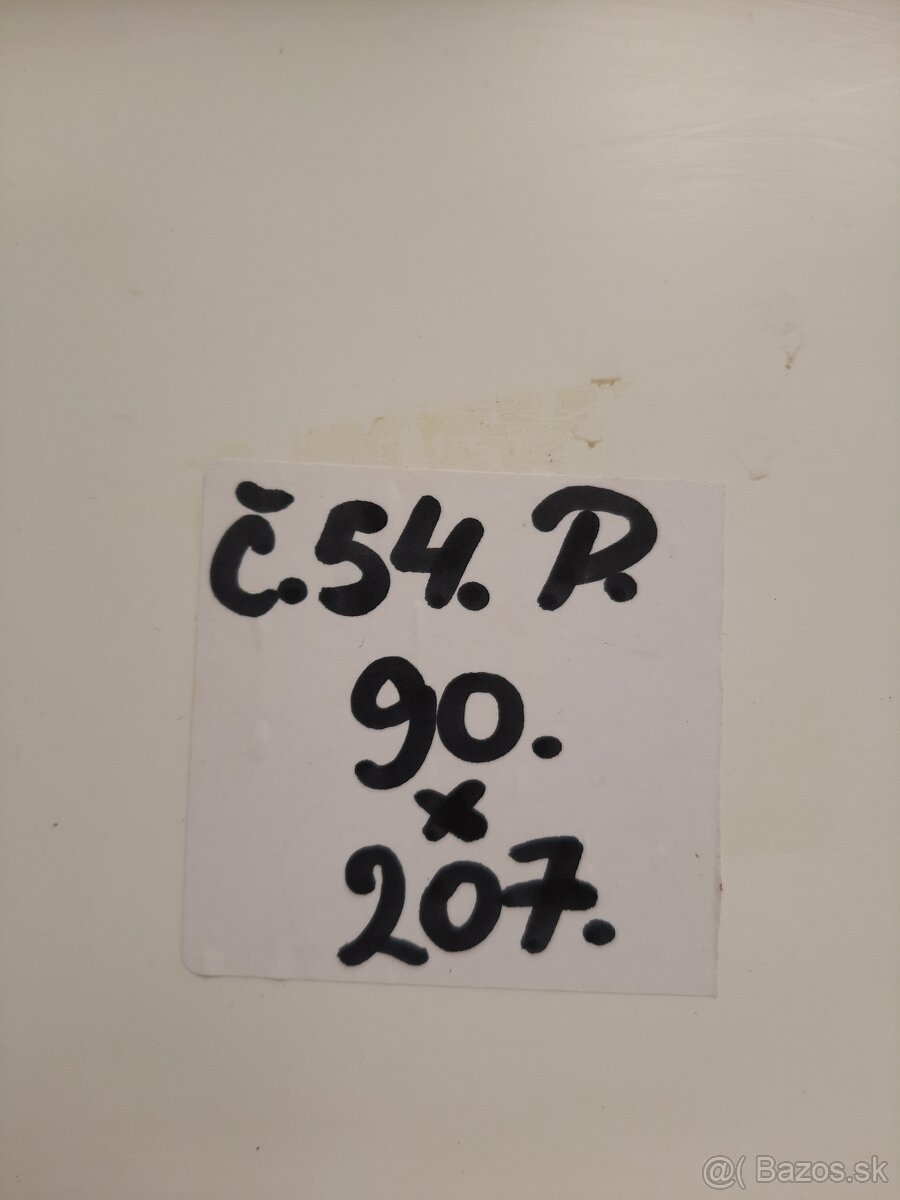 č.54. P.
90.
x
207.
@( Bazos.sk